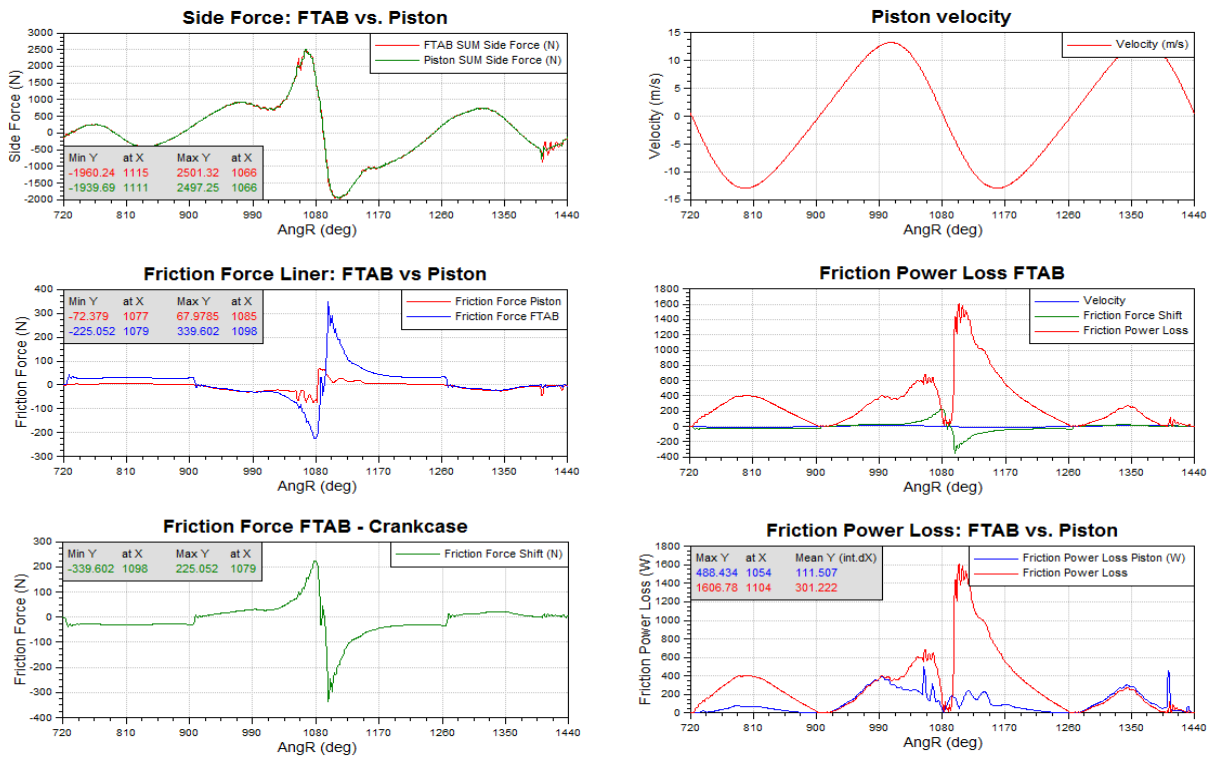 Side Force: FTAB vs. Piston
3000
2500
2000
1500
1000
500
0
-500
-1000
-1500
-2000
Side Force (N)
FTAB SUM Side Force (N)
Piston SUM Side Force (N)
Min Y at X Max Y at X
-1960.24 1115 2501.32 1066
-1939.69 1111 2497.25 1066
720 810 900 990 1080 1170 1260 1350 1440
AngR (deg)
Piston velocity
15
10
5
0
-5
-10
-15
Velocity (m/s)
Velocity (m/s)
720 810 900 990 1080 1170 1260 1350 1440
AngR (deg)
Friction Force Liner: FTAB vs Piston
400
300
200
100
0
-100
-200
-300
Friction Force (N)
Min Y at X Max Y at X
-72.379 1077 67.9785 1085
-225.052 1079 339.602 1098
Friction Force Piston
Friction Force FTAB
720 810 900 990 1080 1170 1260 1350 1440
AngR (deg)
Friction Power Loss FTAB
1800
1600
1400
1200
1000
800
600
400
200
0
-200
-400
Velocity
Friction Force Shift
Friction Power Loss
720 810 900 990 1080 1170 1260 1350 1440
AngR (deg)
Friction Force FTAB - Crankcase
300
200
100
0
-100
-200
-300
-400
Friction Force (N)
Min Y at X Max Y at X
-339.602 1098 225.052 1079
Friction Force Shift (N)
720 810 900 990 1080 1170 1260 1350 1440
AngR (deg)
Friction Power Loss: FTAB vs. Piston
1800
1600
1400
1200
1000
800
600
400
200
0
Friction Power Loss (W)
Max Y at X Mean Y (int.dX)
488.434 1054 111.507
1606.78 1104 301.222
Friction Power Loss Piston (W)
Friction Power Loss
720 810 900 990 1080 1170 1260 1350 1440
AngR (deg)